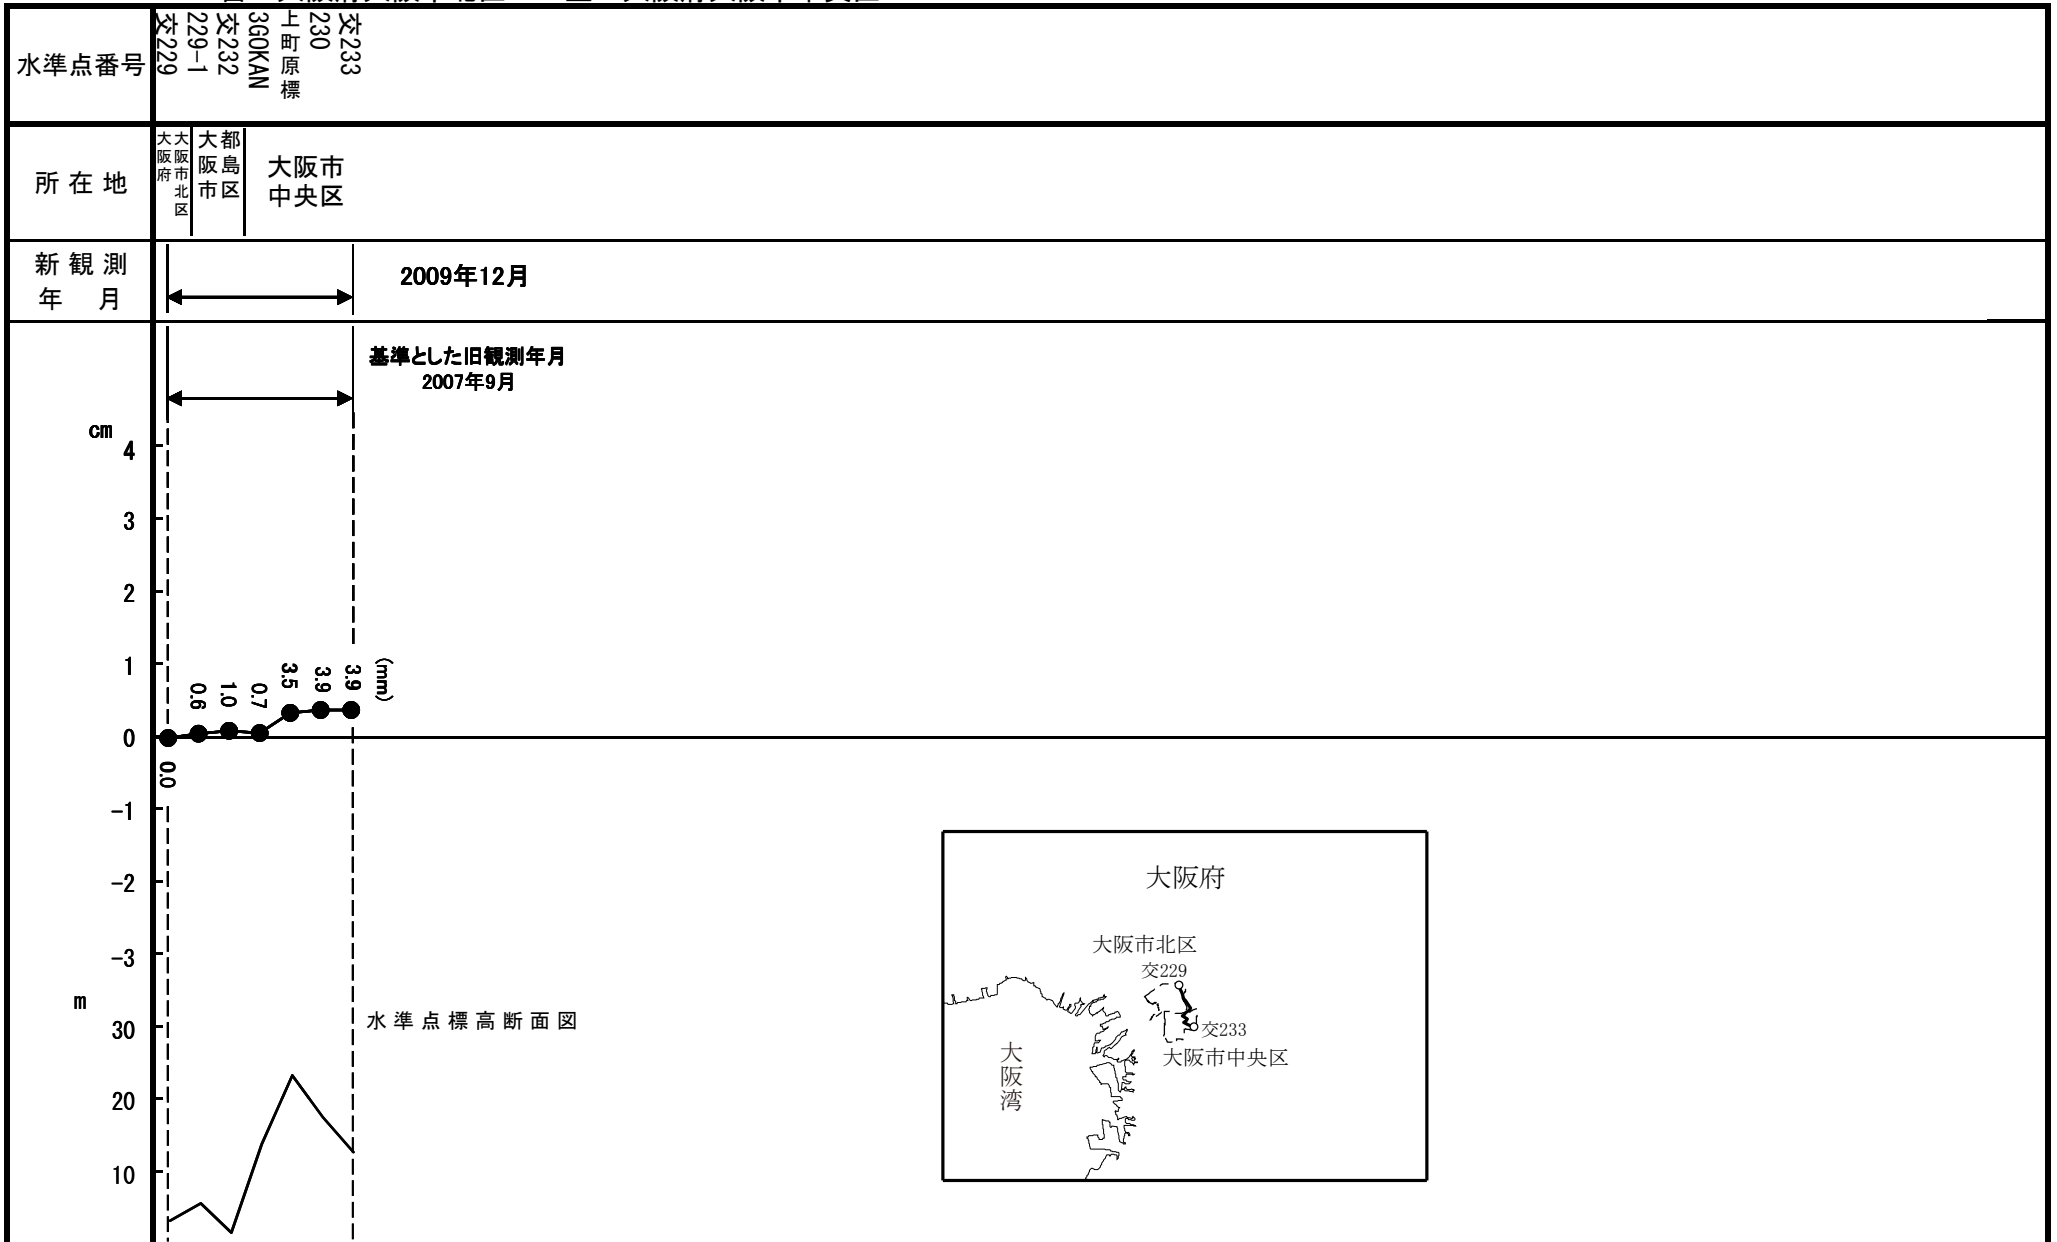 水準点番号
交229
229-1
交232
3GOKAN
上町原標
230
交233
所在地
大阪府
大阪市北区
大阪市
都島区
大阪市
中央区
新観測
年 月
2009年12月
基準とした旧観測年月
2007年9月
cm
4
3
2
1
0
-1
-2
-3
0.0
0.6
1.0
0.7
3.5
3.9
3.9
(mm)
m
30
20
10
水準点標高断面図
大阪府
大阪市北区
交229
交233
大阪市中央区
大阪湾